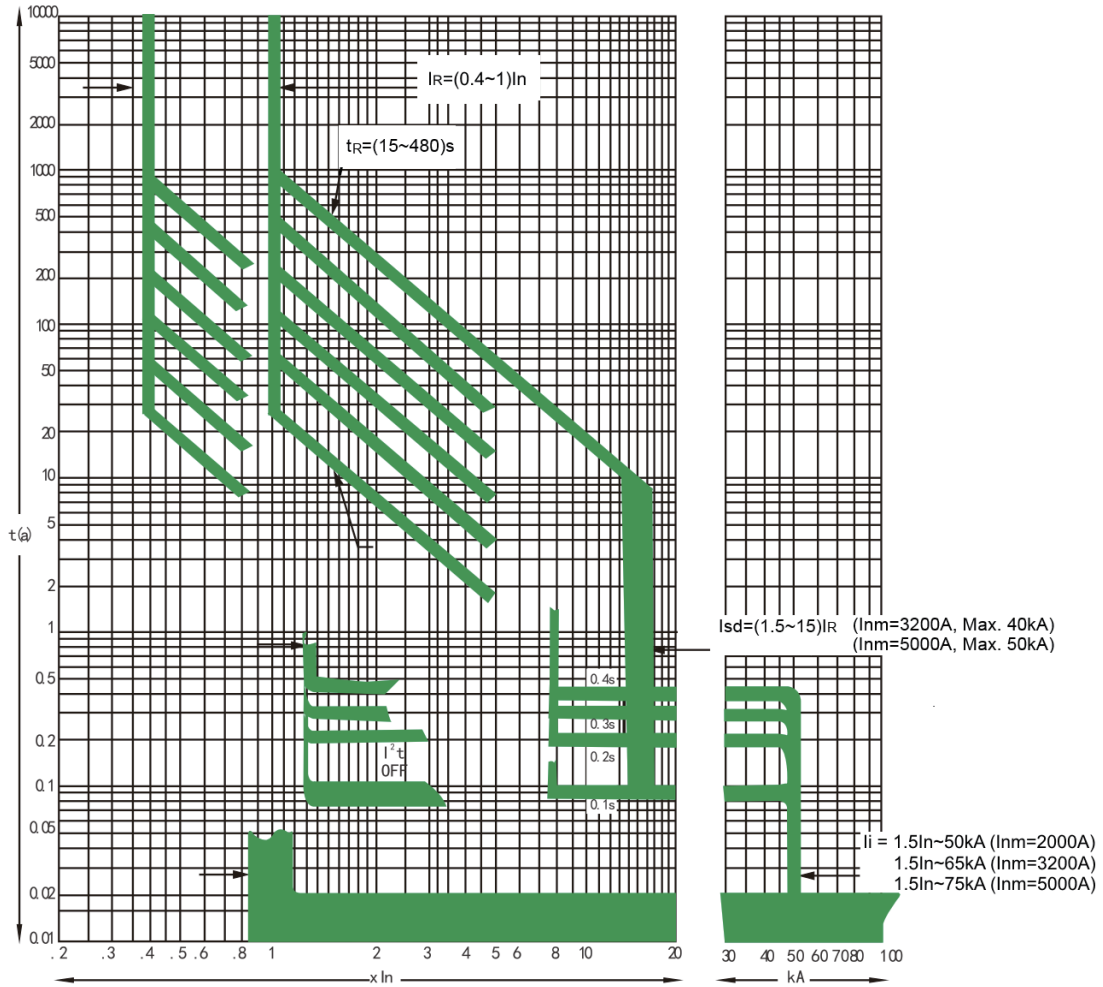 10000
5000
2000
1000
500
200
100
50
20
10
5
2
1
0.5
0.2
0.1
0.05
0.02
0.01
t(a)
IR=(0.4~1)In
tR=(15~480)s
Isd=(1.5~15)IR (Inm=3200A, Max. 40kA)
(Inm=5000A, Max. 50kA)
0.4s
0.3s
0.2s
0.1s
I²t
OFF
Ii = 1.5In~50kA (Inm=2000A)
1.5In~65kA (Inm=3200A)
1.5In~75kA (Inm=5000A)
.2 .3 .4 .5 .6 .8 1 2 3 4 5 6 8 10 20 30 40 50 60 70 80 100
x In kA